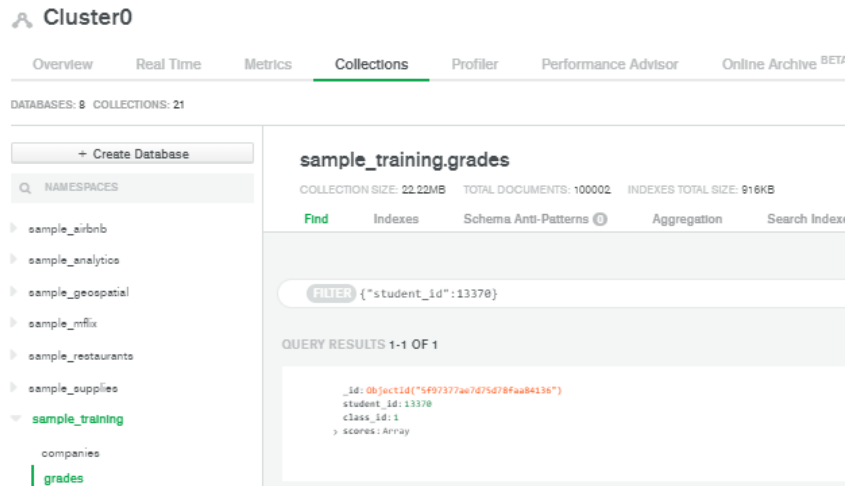 Cluster0
Overview Real Time Metrics Collections Profiler Performance Advisor Online Archive BETA
DATABASES: 8 COLLECTIONS: 21
+ Create Database
NAMESPACES
sample_airbnb
sample_analytics
sample_geospatial
sample_mflix
sample_restaurants
sample_supplies
sample_training
companies
grades
sample_training.grades
COLLECTION SIZE: 22.22MB TOTAL DOCUMENTS: 100002 INDEXES TOTAL SIZE: 916KB
Find Indexes Schema Anti-Patterns 0 Aggregation Search Indexe
FILTER {"student_id":13370}
QUERY RESULTS 1-1 OF 1
_id:ObjectId("5f97377ae7d75d78faa84136")
student_id:13370
class_id:1
> scores:Array